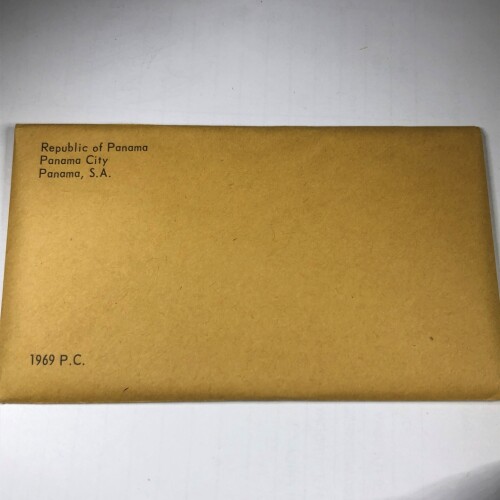 Republic of Panama
Panama City
Panama, S.A.
1969 P.C.